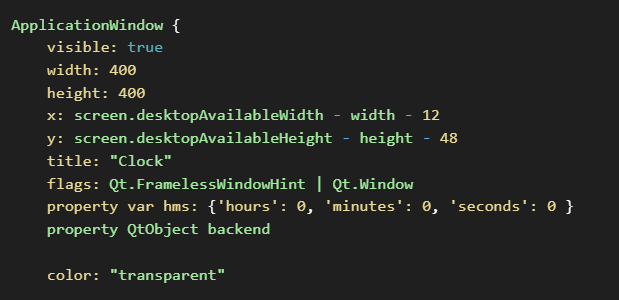 ApplicationWindow {
    visible: true
    width: 400
    height: 400
    x: screen.desktopAvailableWidth - width - 12
    y: screen.desktopAvailableHeight - height - 48
    title: "Clock"
    flags: Qt.FramelessWindowHint | Qt.Window
    property var hms: {'hours': 0, 'minutes': 0, 'seconds': 0 }
    property QtObject backend

    color: "transparent"